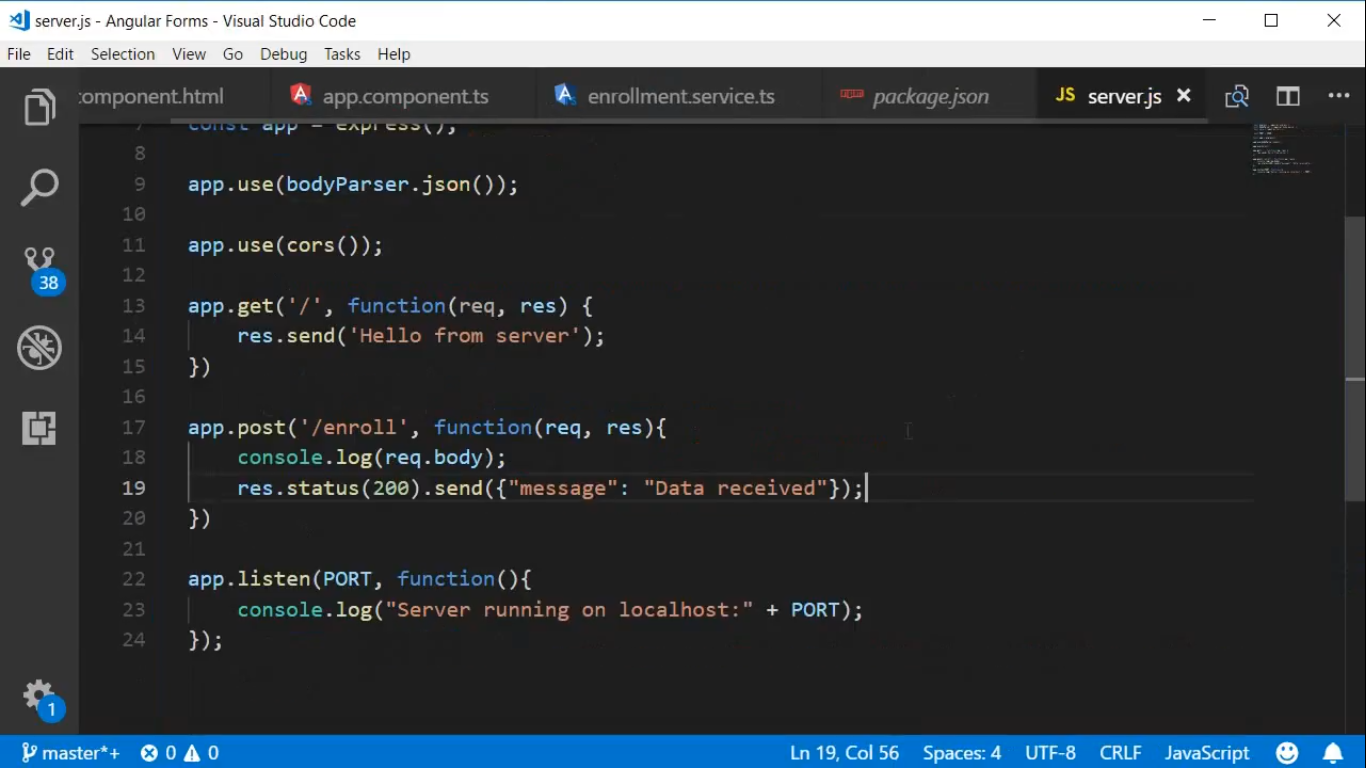 server.js - Angular Forms - Visual Studio Code
File Edit Selection View Go Debug Tasks Help
component.html app.component.ts enrollment.service.ts package.json JS server.js
7 const app = express();
8
9 app.use(bodyParser.json());
10
11 app.use(cors());
12
13 app.get('/', function(req, res) {
14 res.send('Hello from server');
15 })
16
17 app.post('/enroll', function(req, res){
18 console.log(req.body);
19 res.status(200).send({"message": "Data received"});
20 })
21
22 app.listen(PORT, function(){
23 console.log("Server running on localhost:" + PORT);
24 });
38
1
master*+ 0 0 Ln 19, Col 56 Spaces: 4 UTF-8 CRLF JavaScript